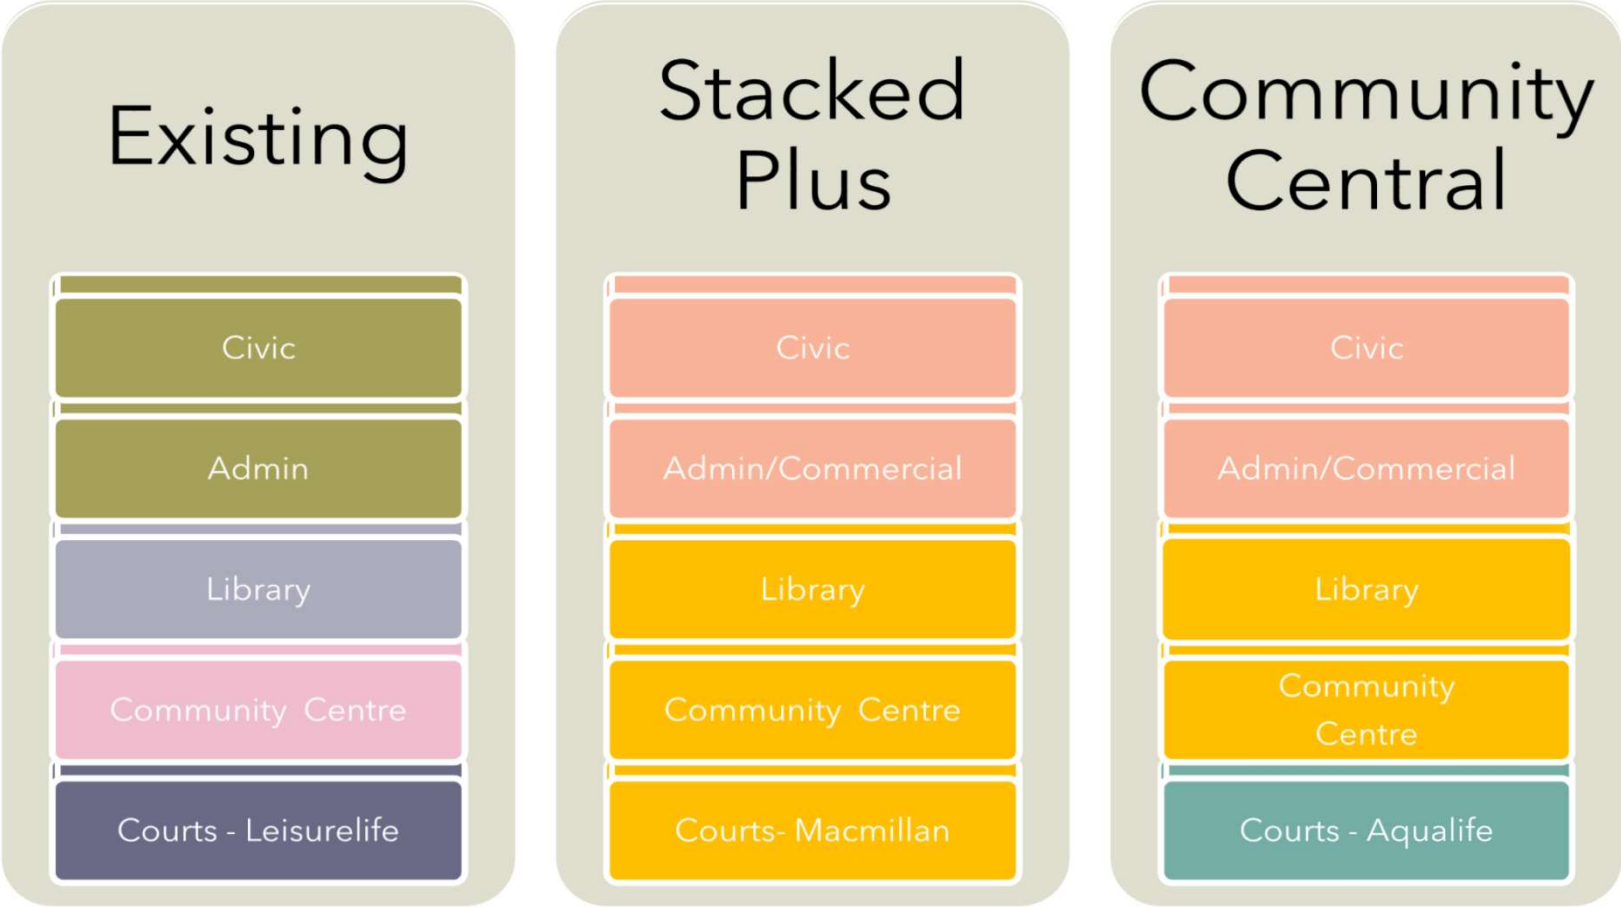 Existing
Civic
Admin
Library
Community Centre
Courts - Leisurelife
Stacked
Plus
Civic
Admin/Commercial
Library
Community Centre
Courts- Macmillan
Community
Central
Civic
Admin/Commercial
Library
Community
Centre
Courts - Aqualife